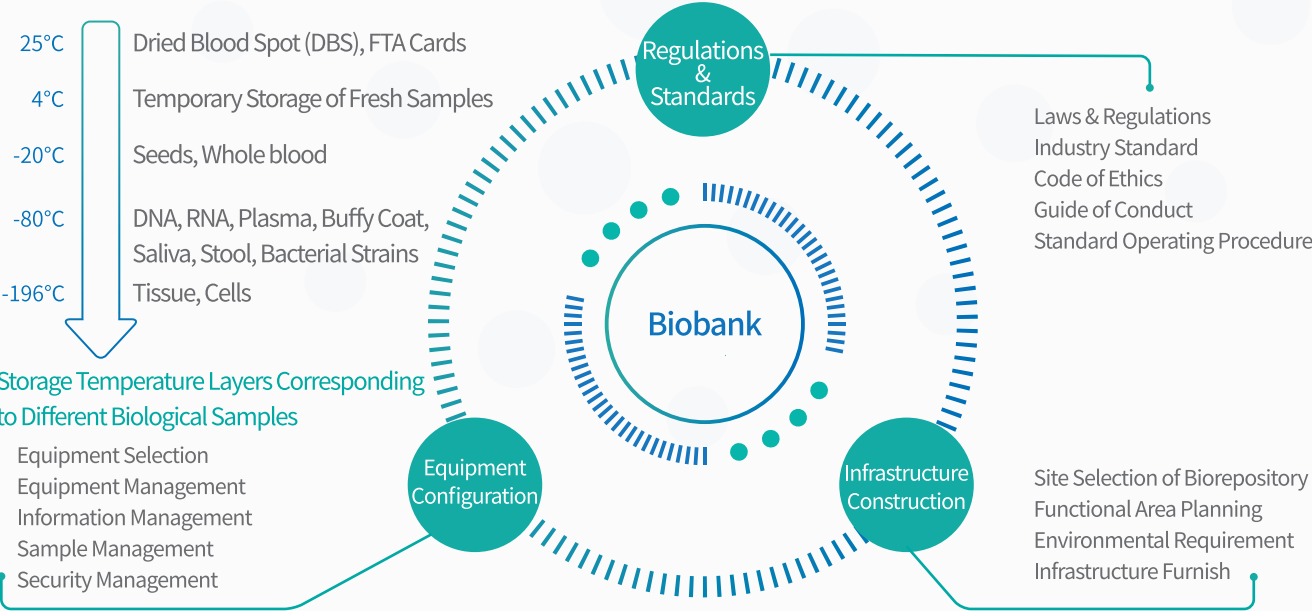 25°C
Dried Blood Spot (DBS), FTA Cards
4°C
Temporary Storage of Fresh Samples
-20°C
Seeds, Whole blood
-80°C
DNA, RNA, Plasma, Buffy Coat,
Saliva, Stool, Bacterial Strains
-196°C
Tissue, Cells
Storage Temperature Layers Corresponding
to Different Biological Samples
Equipment Selection
Equipment Management
Information Management
Sample Management
Security Management
Regulations
&
Standards
Biobank
Equipment
Configuration
Infrastructure
Construction
Laws & Regulations
Industry Standard
Code of Ethics
Guide of Conduct
Standard Operating Procedure
Site Selection of Biorepository
Functional Area Planning
Environmental Requirement
Infrastructure Furnish